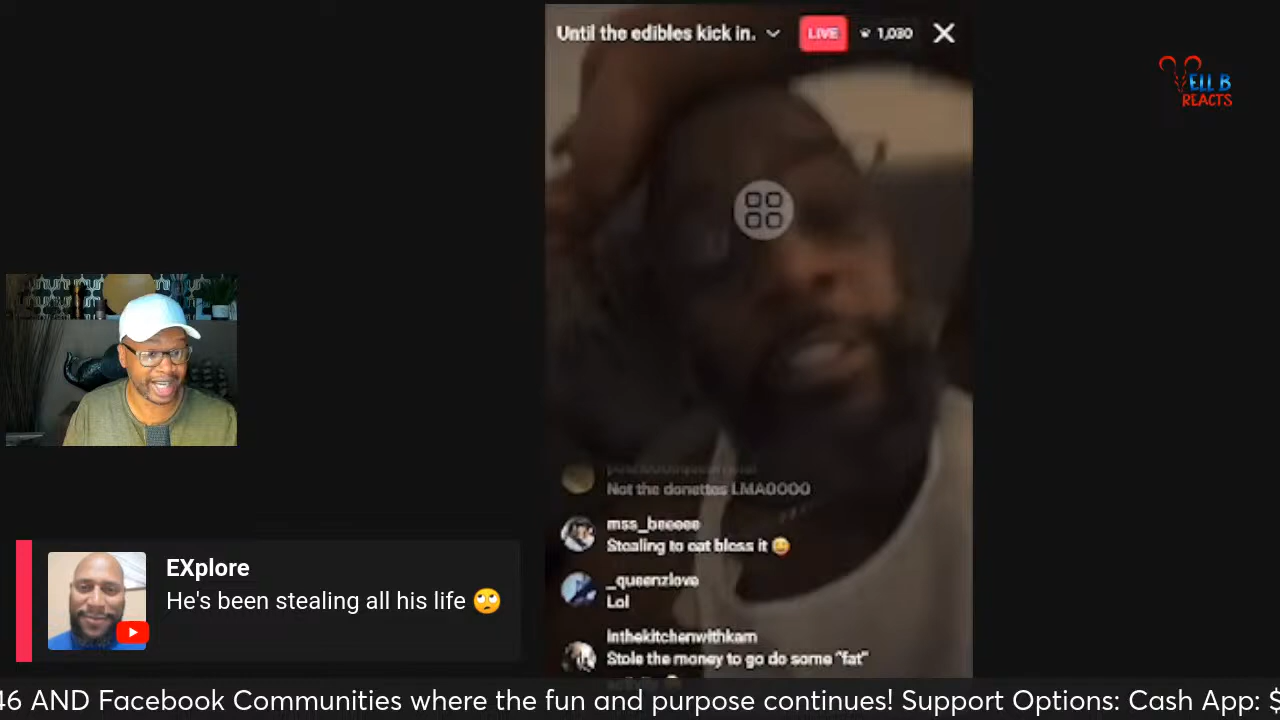 Until the edibles kick in.
LIVE
1,030
ELL B
REACTS
Not the donettes LMAOOOO
mss_beeeee
Stealing to eat bless it 😅
_queenzlove
Lol
inthekitchenwithkam
Stole the money to go do some “fat”
EXplore
He's been stealing all his life 🙄
46 AND Facebook Communities where the fun and purpose continues! Support Options: Cash App: $